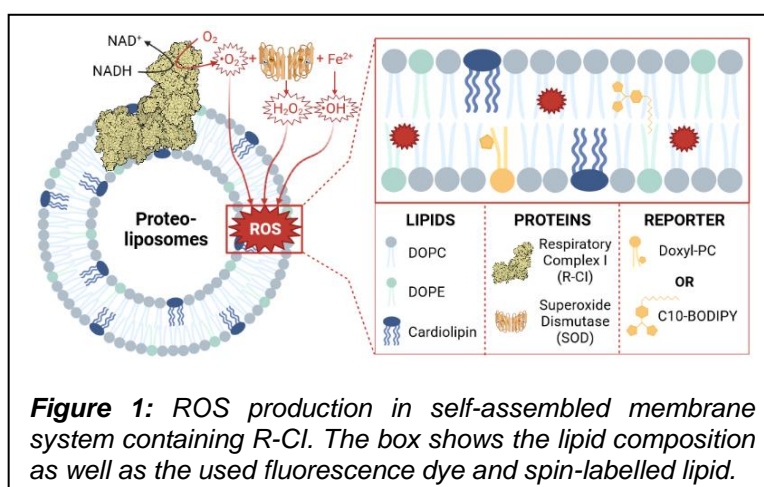 NAD⁺
O₂
NADH
•O₂⁻ + + Fe²⁺
H₂O₂
•OH
Proteo-
liposomes
ROS
LIPIDS
DOPC
DOPE
Cardiolipin
PROTEINS
Respiratory
Complex I
(R-CI)
Superoxide
Dismutase
(SOD)
REPORTER
Doxyl-PC
OR
C10-BODIPY
Figure 1: ROS production in self-assembled membrane
system containing R-CI. The box shows the lipid composition
as well as the used fluorescence dye and spin-labelled lipid.